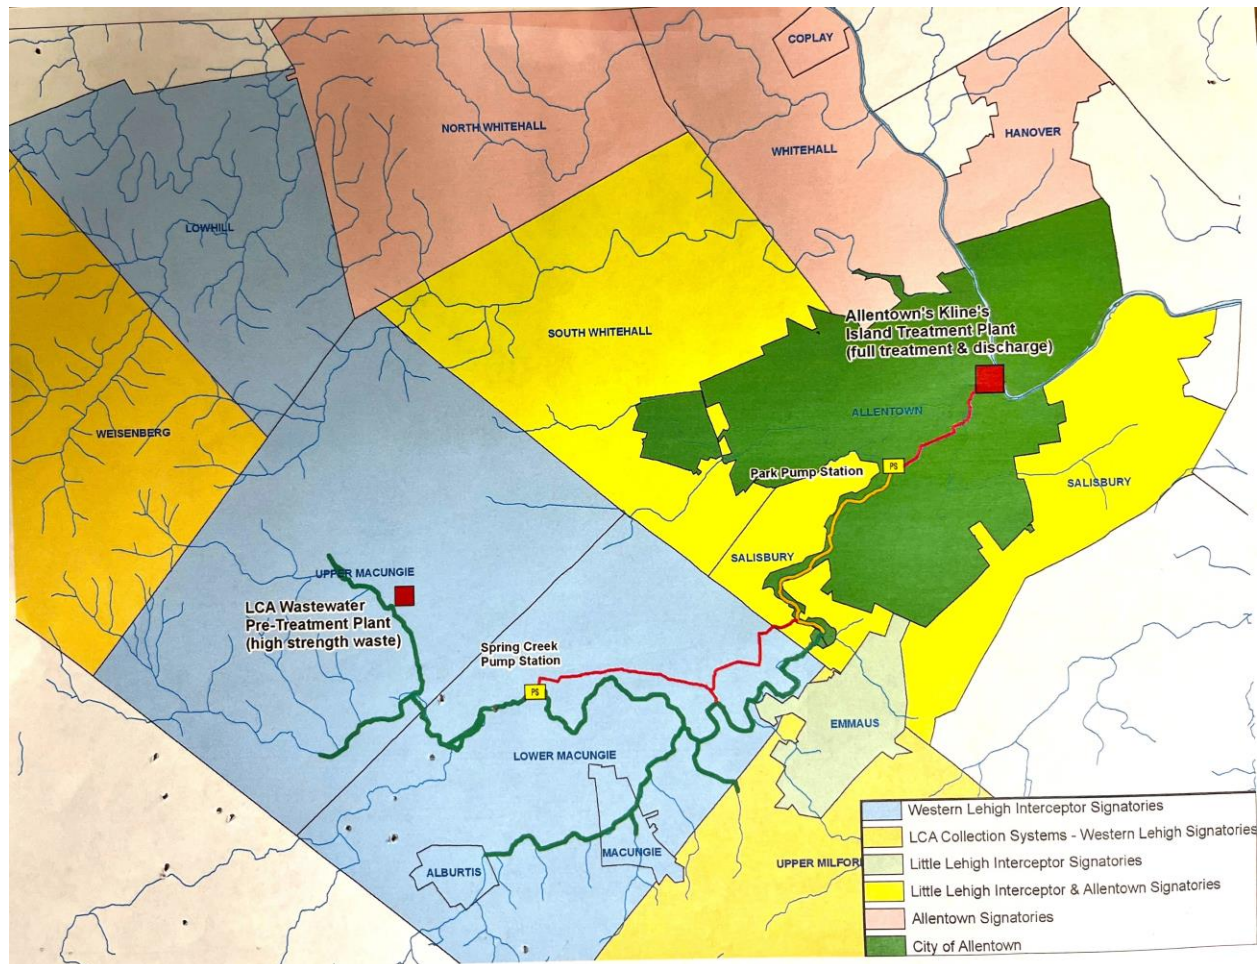 COPLAY
NORTH WHITEHALL
WHITEHALL
HANOVER
LOWHILL
SOUTH WHITEHALL
Allentown's Kline's
Island Treatment Plant
(full treatment & discharge)
WEISENBERG
ALLENTOWN
Park Pump Station
PS
SALISBURY
SALISBURY
UPPER MACUNGIE
LCA Wastewater
Pre-Treatment Plant
(high strength waste)
Spring Creek
Pump Station
PS
EMMAUS
LOWER MACUNGIE
MACUNGIE
ALBURTIS
UPPER MILFOR
Western Lehigh Interceptor Signatories
LCA Collection Systems - Western Lehigh Signatories
Little Lehigh Interceptor Signatories
Little Lehigh Interceptor & Allentown Signatories
Allentown Signatories
City of Allentown